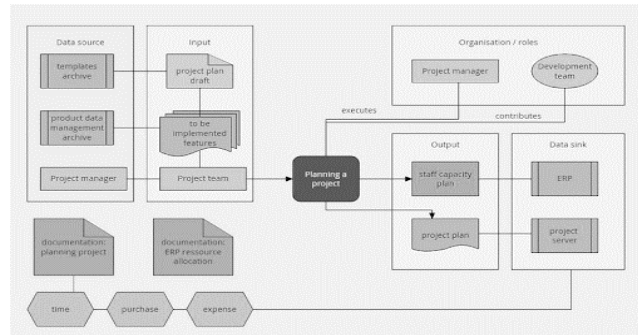 Data source
Input
Organisation / roles
templates
archive
project plan
draft
Project manager
Development
team
executes
contributes
product data
management
archive
to be
implemented
features
Planning a
project
Output
Data sink
Project manager
Project team
staff capacity
plan
ERP
project plan
project
server
documentation:
planning project
documentation:
ERP ressource
allocation
time
purchase
expense